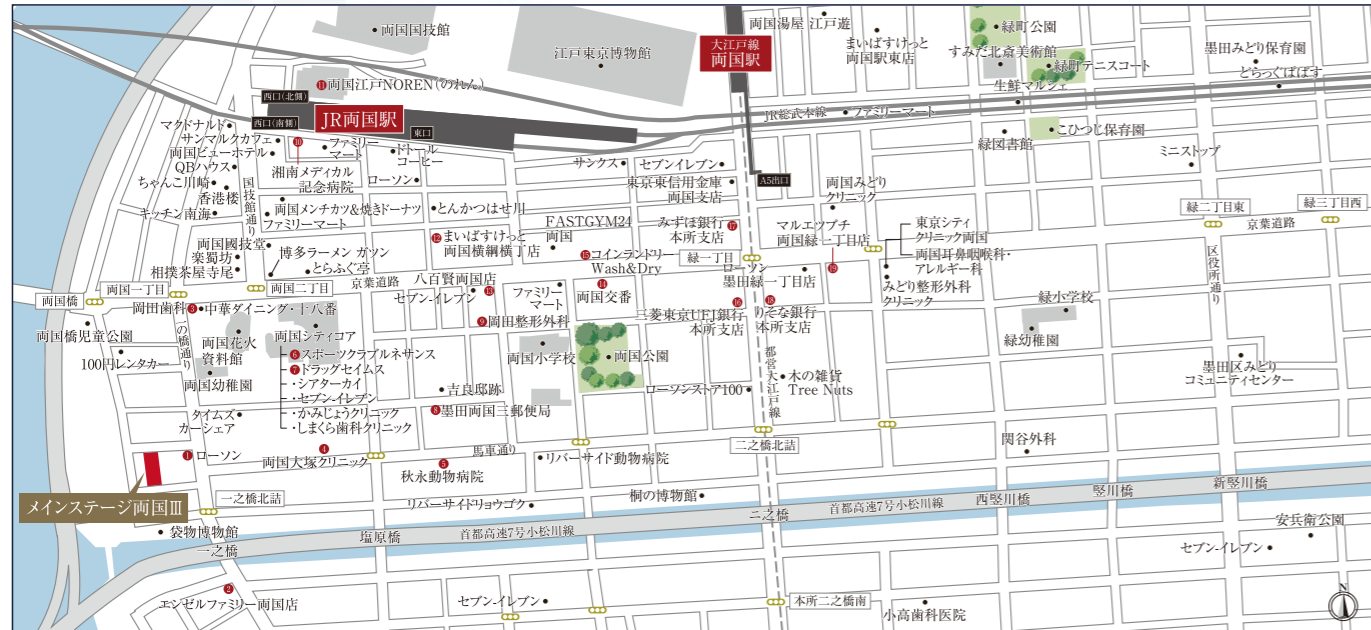 両国国技館
江戸東京博物館
大江戸線
両国駅
両国湯屋 江戸遊
まいばすけっと
両国駅東店
緑町公園
すみだ北斎美術館
緑町テニスコート
生鮮マルシェ
墨田みどり保育園
どらっぐぱぱす
西口(北側)
⑪両国江戸NOREN(のれん)
西口(南側)
JR両国駅
東口
JR総武本線
ファミリーマート
こひつじ保育園
緑図書館
ミニストップ
マクドナルド
サンマルクカフェ
両国ビューホテル
QBハウス
ちゃんこ川崎
香港楼
キッチン南海
国技館通り
⑩
湘南メディカル
記念病院
ファミリー
マート
ドトール
コーヒー
ローソン
サンクス
セブンイレブン
東京東信用金庫
両国支店
A5出口
両国みどり
クリニック
両国メンチカツ&焼きドーナツ
ファミリーマート
とんかつはせ川
FASTGYM24
両国
みずほ銀行
本所支店
⑰
マルエツプチ
両国緑一丁目店
⑲
東京シティ
クリニック両国
両国耳鼻咽喉科・
アレルギー科
みどり整形外科
クリニック
緑二丁目東
緑三丁目西
京葉道路
区役所通り
両国國技堂
楽蜀坊
相撲茶屋寺尾
博多ラーメン ガツン
とらふぐ亭
⑫まいばすけっと
両国横綱横丁店
⑮コインランドリー
Wash&Dry
緑一丁目
ローソン
墨田緑一丁目店
京葉道路
八百賢両国店
セブン-イレブン
⑬
ファミリー
マート
⑭
両国交番
両国橋
両国一丁目
両国二丁目
岡田歯科③
中華ダイニング・十八番
⑨岡田整形外科
⑯
三菱東京UFJ銀行
本所支店
⑱
りそな銀行
本所支店
緑小学校
緑幼稚園
両国橋児童公園
100円レンタカー
一の橋通り
両国花火
資料館
両国幼稚園
両国シティコア
⑥スポーツクラブルネサンス
⑦ドラッグセイムス
・シアターカイ
・セブン-イレブン
・かみじょうクリニック
・しまくら歯科クリニック
両国小学校
両国公園
都営大江戸線
木の雑貨
Tree Nuts
ローソンストア100
墨田区みどり
コミュニティセンター
吉良邸跡
⑧墨田両国三郵便局
タイムズ
カーシェア
①ローソン
④
両国大塚クリニック
馬車通り
⑤
秋永動物病院
リバーサイド動物病院
二之橋北詰
関谷外科
メインステージ両国Ⅲ
一之橋北詰
リバーサイドリョウゴク
桐の博物館
袋物博物館
一之橋
塩原橋
首都高速7号小松川線
二之橋
首都高速7号小松川線
西竪川橋
竪川橋
新竪川橋
安兵衛公園
セブン-イレブン
②
エンゼルファミリー両国店
セブン-イレブン
本所二之橋南
小高歯科医院
N